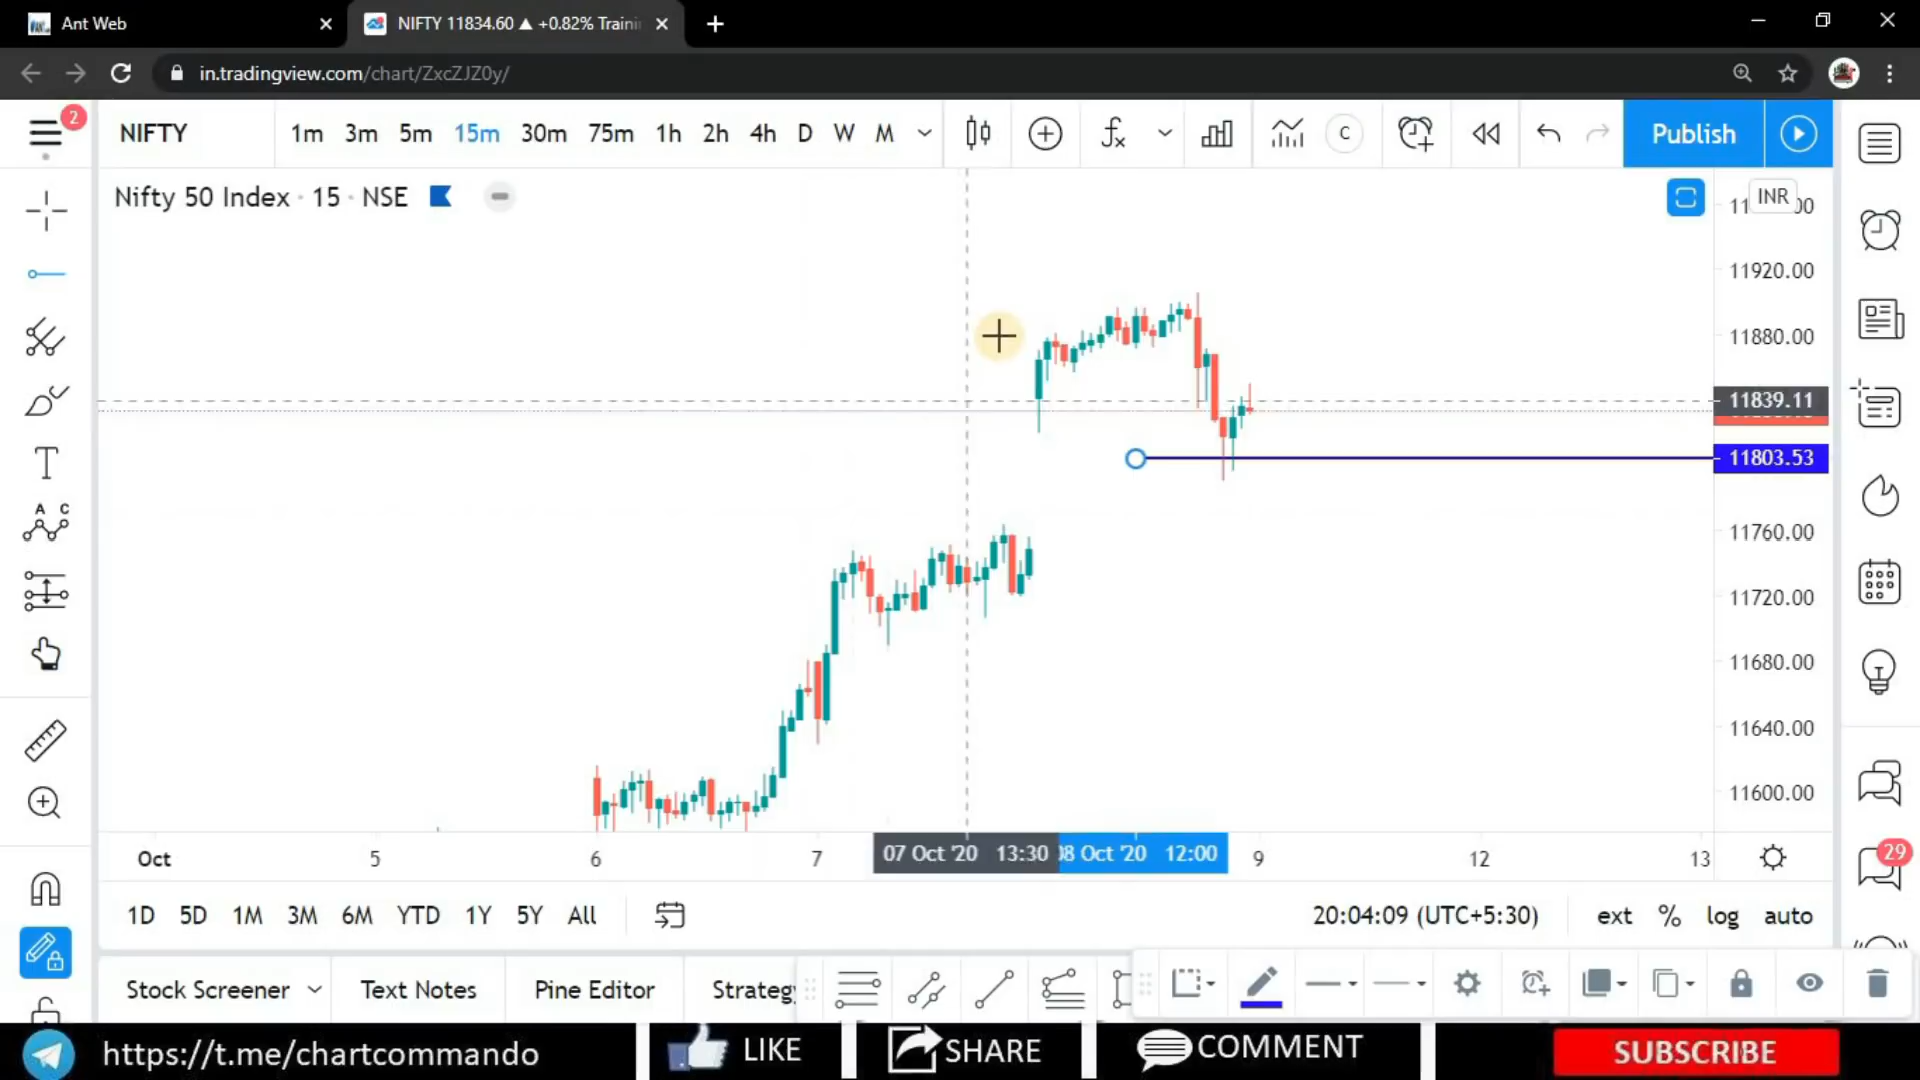 Ant Web
NIFTY 11834.60 ▲ +0.82% Traini
in.tradingview.com/chart/ZxcZJZ0y/
2
NIFTY
1m 3m 5m 15m 30m 75m 1h 2h 4h D W M
C
Publish
Nifty 50 Index · 15 · NSE
INR
11920.00
11880.00
11839.11
11803.53
11760.00
11720.00
11680.00
11640.00
11600.00
T
A C
Oct 5 6 7 07 Oct '20 13:30 08 Oct '20 12:00 9 12 13
29
1D 5D 1M 3M 6M YTD 1Y 5Y All
20:04:09 (UTC+5:30) ext % log auto
Stock Screener Text Notes Pine Editor Strategy
https://t.me/chartcommando LIKE SHARE COMMENT SUBSCRIBE